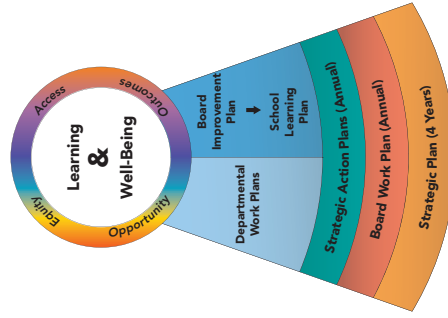 Access
Outcomes
Equity
Opportunity
Learning
&
Well-Being
Board
Improvement
Plan
School
Learning
Plan
Departmental
Work Plans
Strategic Action Plans (Annual)
Board Work Plan (Annual)
Strategic Plan (4 Years)